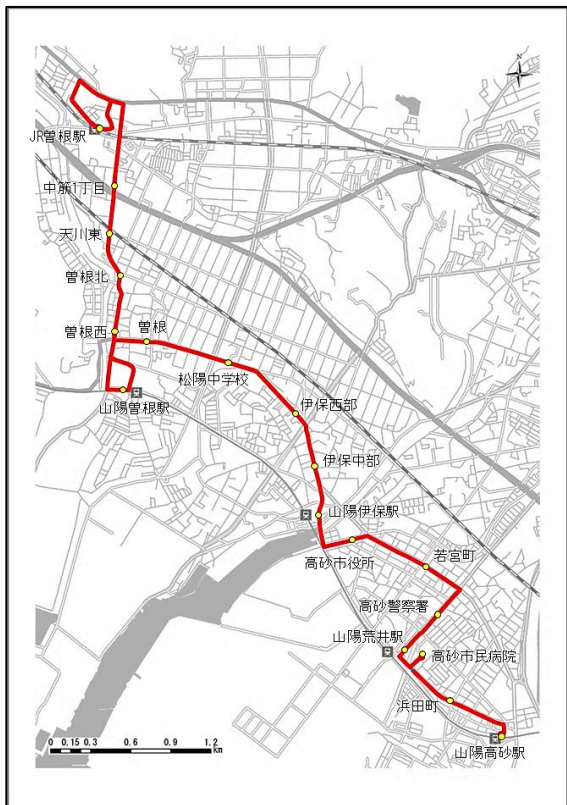 N
JR曽根駅
中筋1丁目
天川東
曽根北
曽根西
曽根
松陽中学校
山陽曽根駅
伊保西部
伊保中部
山陽伊保駅
高砂市役所
若宮町
高砂警察署
山陽荒井駅
高砂市民病院
浜田町
山陽高砂駅
0 0.15 0.3 0.6 0.9 1.2
km